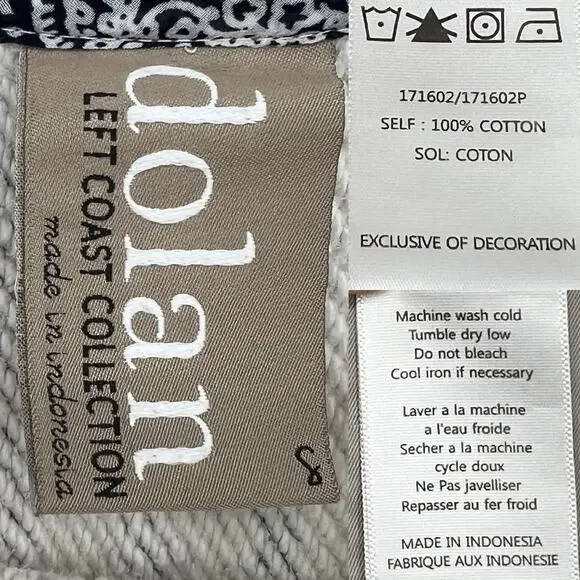 dolan
LEFT COAST COLLECTION
made in indonesia
S
171602/171602P
SELF : 100% COTTON
SOL: COTON
EXCLUSIVE OF DECORATION
Machine wash cold
Tumble dry low
Do not bleach
Cool iron if necessary
Laver a la machine
a l'eau froide
Secher a la machine
cycle doux
Ne Pas javelliser
Repasser au fer froid
MADE IN INDONESIA
FABRIQUE AUX INDONESIE